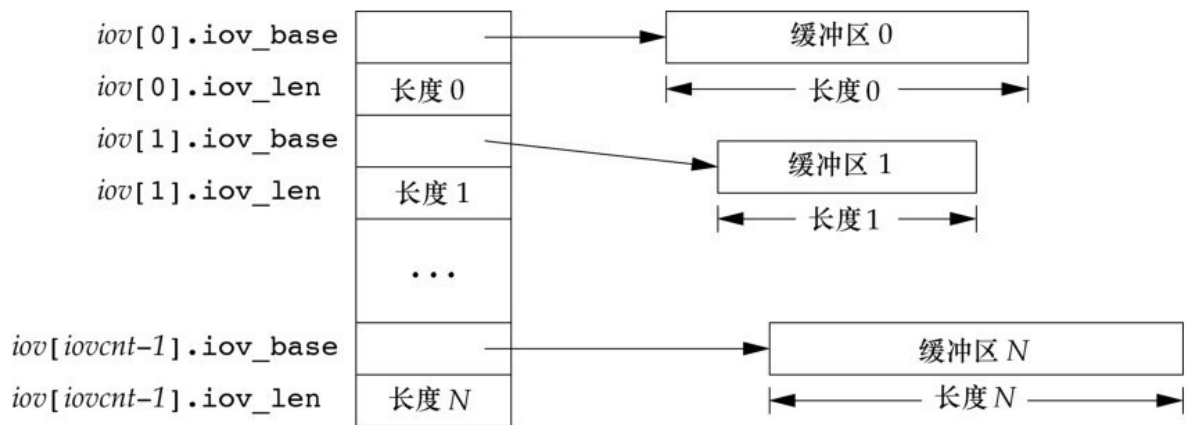 iov[0].iov_base 缓冲区 0
iov[0].iov_len 长度 0 长度0
iov[1].iov_base 缓冲区 1
iov[1].iov_len 长度 1 长度1
...
iov[iovcnt–1].iov_base 缓冲区 N
iov[iovcnt–1].iov_len 长度 N 长度N